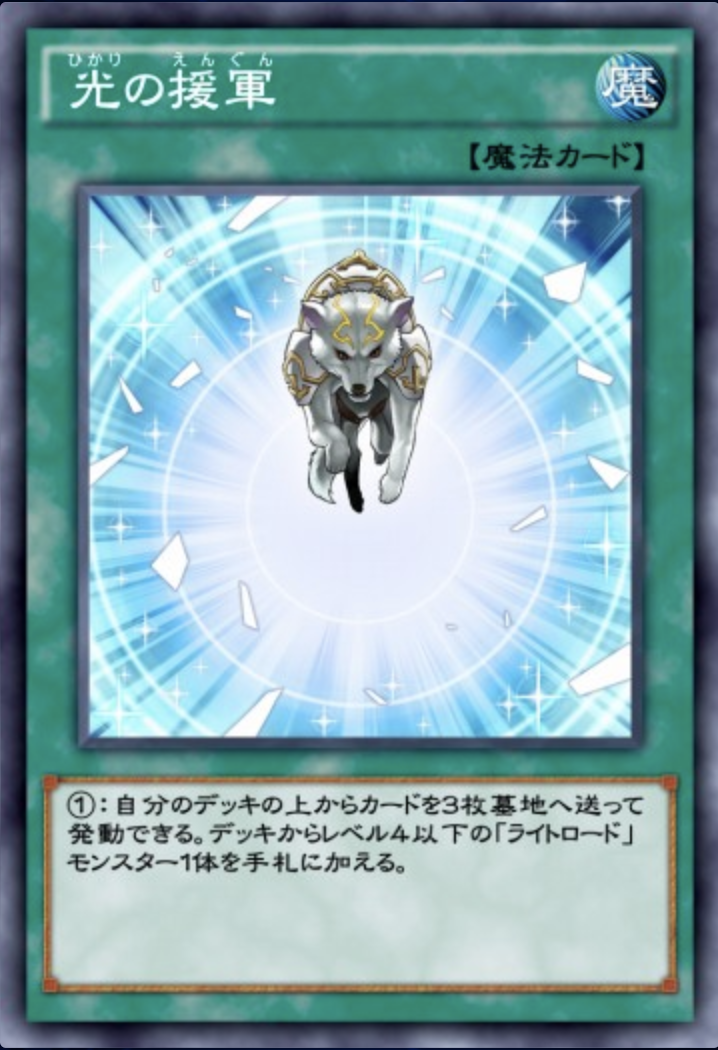 ひかり えんぐん
光の援軍
魔
【魔法カード】
①:自分のデッキの上からカードを3枚墓地へ送って
発動できる。デッキからレベル4以下の「ライトロード」
モンスター1体を手札に加える。